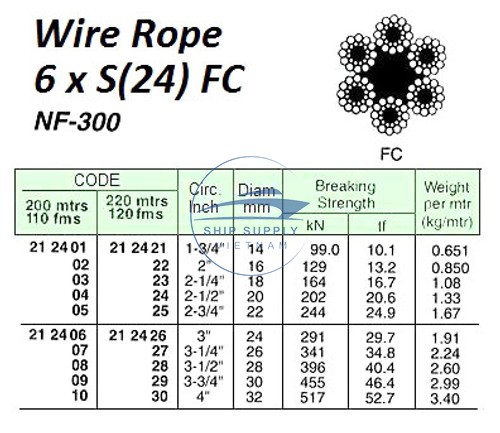 Wire Rope
6 x S(24) FC
NF-300
FC
CODE Circ. Inch Diam mm Breaking Strength Weight per mtr (kg/mtr)
200 mtrs 110 fms 220 mtrs 120 fms kN tf
21 24 01 21 24 21 1-3/4" 14 99.0 10.1 0.651
02 22 2" 16 129 13.2 0.850
03 23 2-1/4" 18 164 16.7 1.08
04 24 2-1/2" 20 202 20.6 1.33
05 25 2-3/4" 22 244 24.9 1.67
21 24 06 21 24 26 3" 24 291 29.7 1.91
07 27 3-1/4" 26 341 34.8 2.24
08 28 3-1/2" 28 396 40.4 2.60
09 29 3-3/4" 30 455 46.4 2.99
10 30 4" 32 517 52.7 3.40
SHIP SUPPLY
VIETNAM